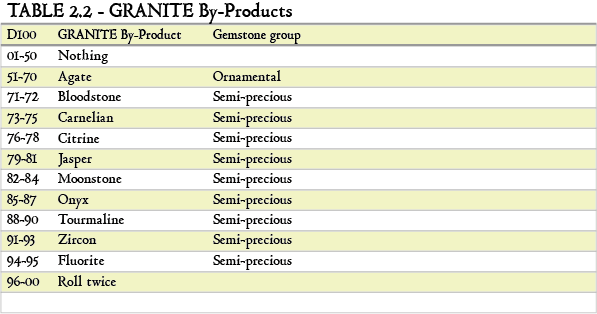 TABLE 2.2 - GRANITE By-Products
D100 GRANITE By-Product Gemstone group
01-50 Nothing
51-70 Agate Ornamental
71-72 Bloodstone Semi-precious
73-75 Carnelian Semi-precious
76-78 Citrine Semi-precious
79-81 Jasper Semi-precious
82-84 Moonstone Semi-precious
85-87 Onyx Semi-precious
88-90 Tourmaline Semi-precious
91-93 Zircon Semi-precious
94-95 Fluorite Semi-precious
96-00 Roll twice